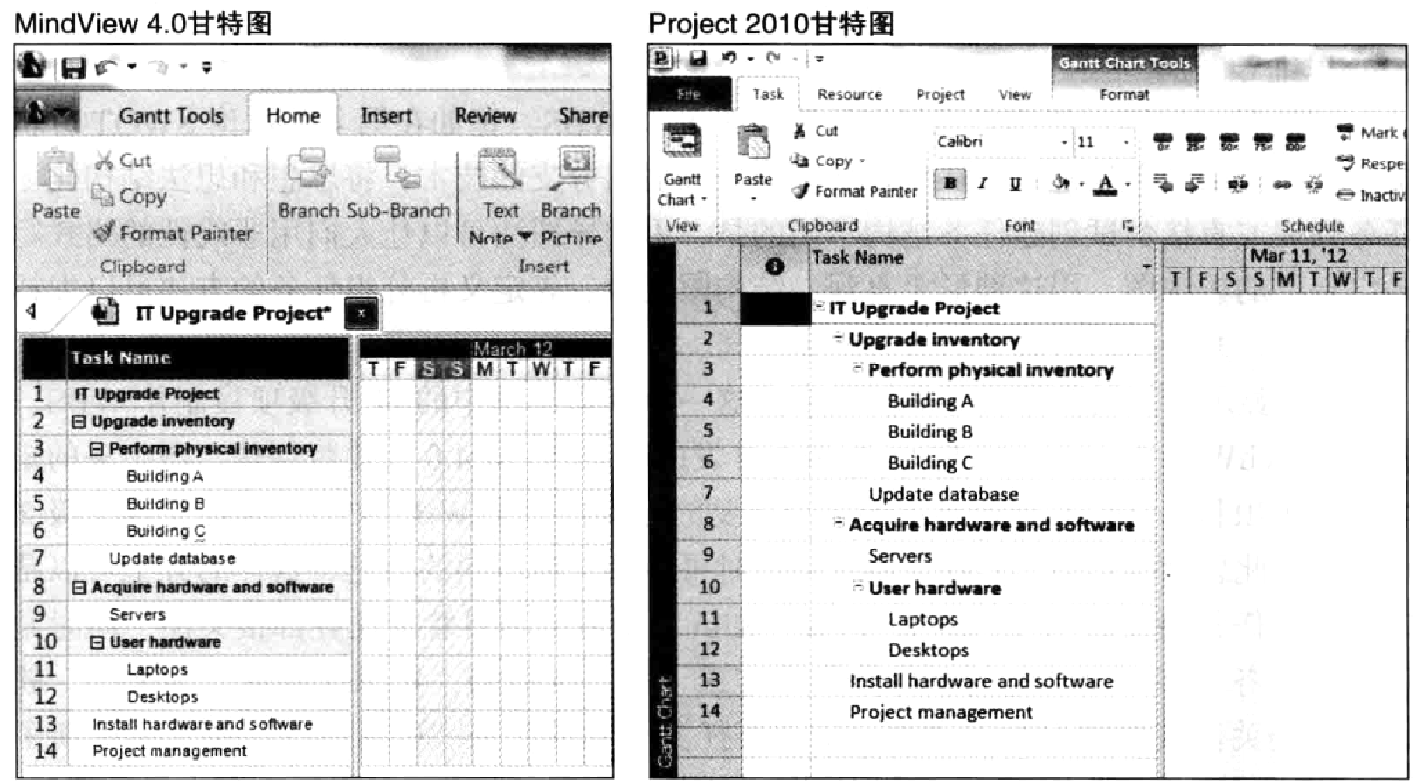 MindView 4.0甘特图
Gantt Tools Home Insert Review Share
Paste
Cut
Copy
Format Painter
Clipboard
Branch Sub-Branch
Text Note
Branch Picture
Insert
4 IT Upgrade Project* x
Task Name
March 12
T F S S M T W T F
1 IT Upgrade Project
2 Upgrade inventory
3 Perform physical inventory
4 Building A
5 Building B
6 Building C
7 Update database
8 Acquire hardware and software
9 Servers
10 User hardware
11 Laptops
12 Desktops
13 Install hardware and software
14 Project management
Project 2010甘特图
Gantt Chart Tools
File Task Resource Project View Format
Gantt Chart
View
Paste
Cut
Copy
Format Painter
Clipboard
Calibri 11
B I U A
Font
0% 25% 50% 75% 100%
Mark
Respe
Inactiv
Schedule
Task Name
Mar 11, '12
T F S S M T W T F
1 IT Upgrade Project
2 Upgrade inventory
3 Perform physical inventory
4 Building A
5 Building B
6 Building C
7 Update database
8 Acquire hardware and software
9 Servers
10 User hardware
11 Laptops
12 Desktops
13 Install hardware and software
14 Project management
Gantt Chart